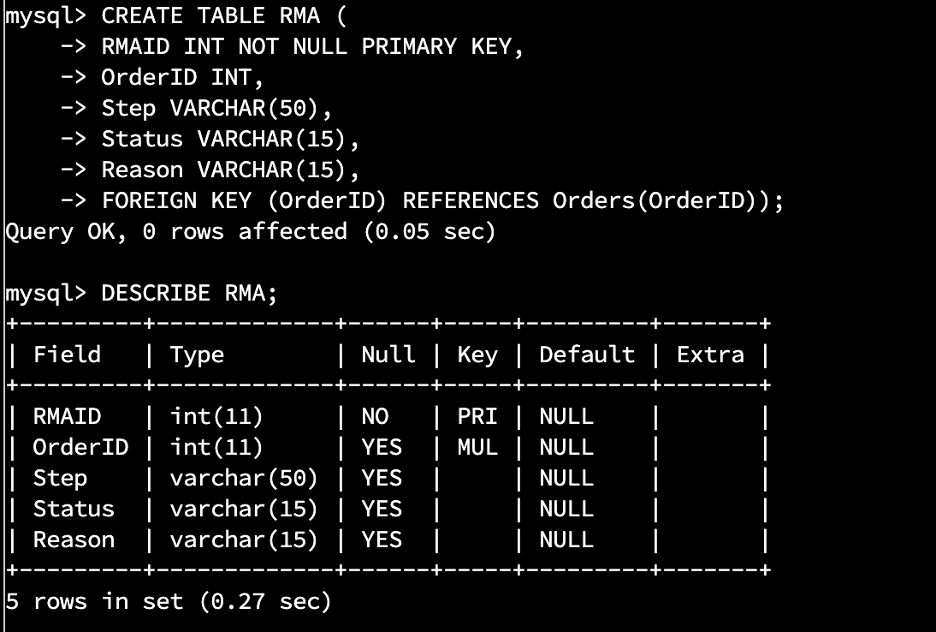 mysql> CREATE TABLE RMA (
    -> RMAID INT NOT NULL PRIMARY KEY,
    -> OrderID INT,
    -> Step VARCHAR(50),
    -> Status VARCHAR(15),
    -> Reason VARCHAR(15),
    -> FOREIGN KEY (OrderID) REFERENCES Orders(OrderID));
Query OK, 0 rows affected (0.05 sec)

mysql> DESCRIBE RMA;
+---------+-------------+------+-----+---------+-------+
| Field   | Type        | Null | Key | Default | Extra |
+---------+-------------+------+-----+---------+-------+
| RMAID   | int(11)     | NO   | PRI | NULL    |       |
| OrderID | int(11)     | YES  | MUL | NULL    |       |
| Step    | varchar(50) | YES  |     | NULL    |       |
| Status  | varchar(15) | YES  |     | NULL    |       |
| Reason  | varchar(15) | YES  |     | NULL    |       |
+---------+-------------+------+-----+---------+-------+
5 rows in set (0.27 sec)